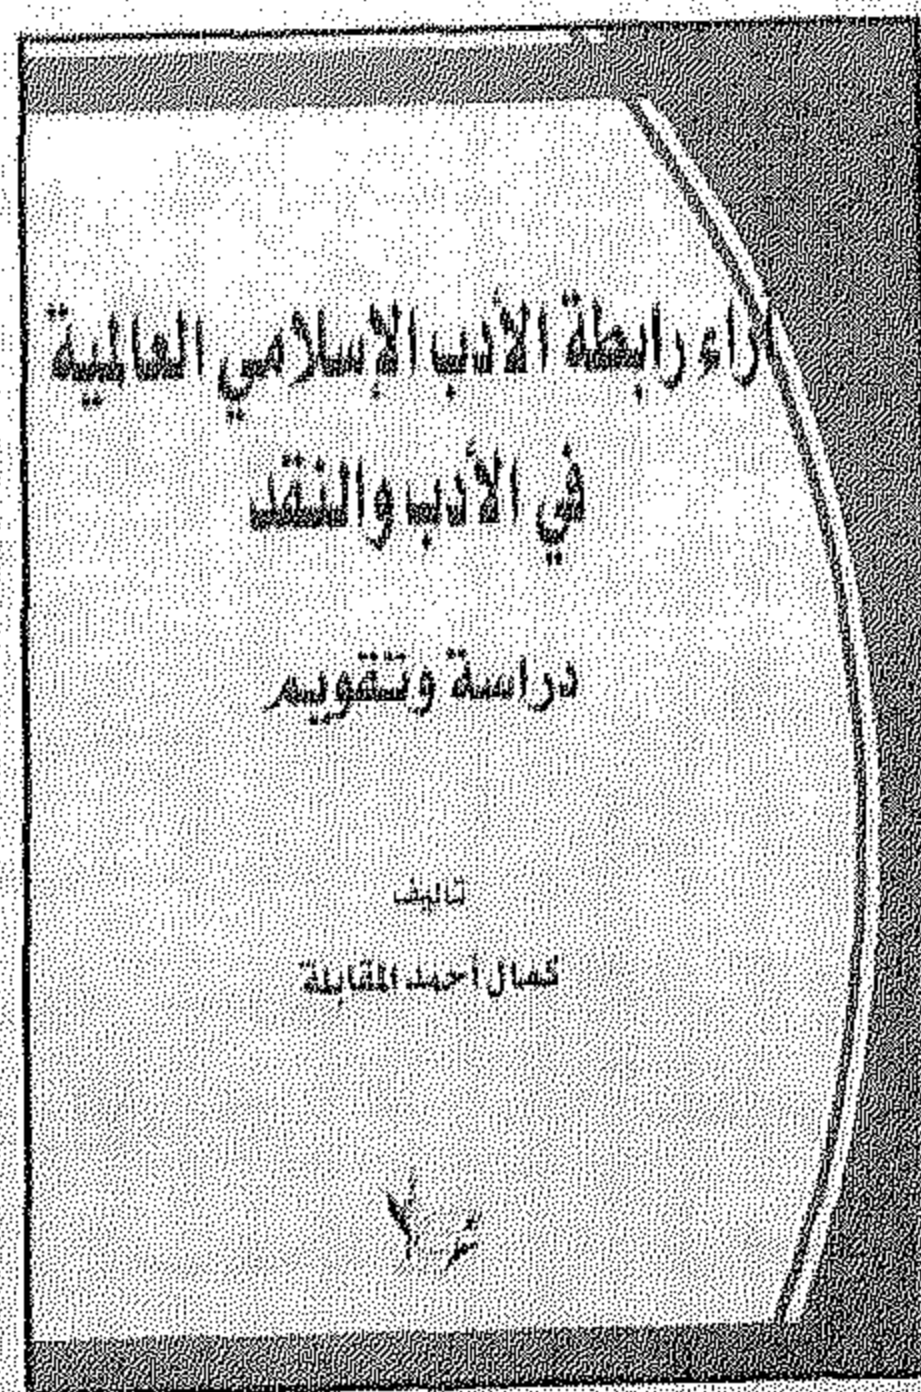 آراء رابطة الأدب الإسلامي العالمية
في الأدب والنقد
دراسة وتقويم
تأليف
كمال أحمد المقابلة